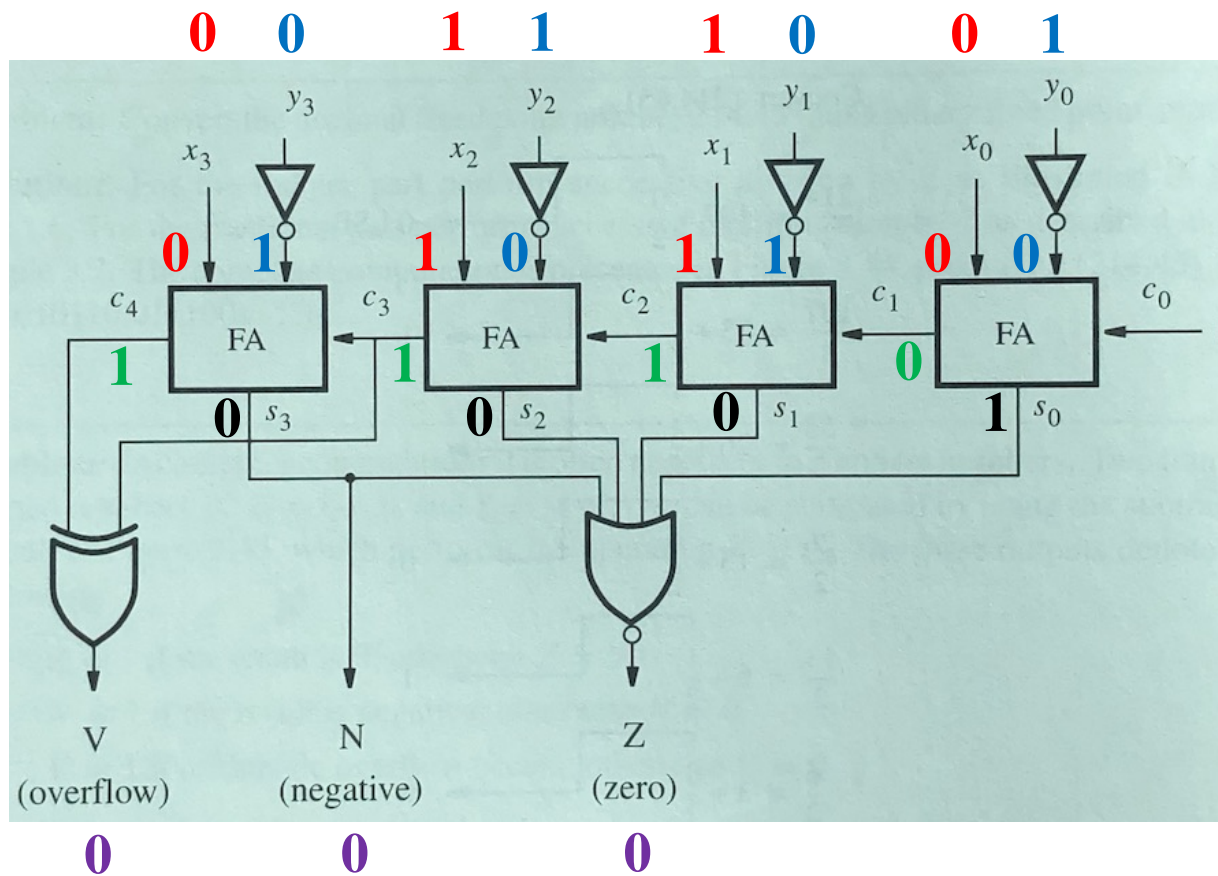 0 0 1 1 1 0 0 1
y3 y2 y1 y0
x3 x2 x1 x0
0 1 1 0 1 1 0 0
c4 c3 c2 c1 c0
FA FA FA FA
1 1 1 0
0 s3 0 s2 0 s1 1 s0
V N Z
(overflow) (negative) (zero)
0 0 0